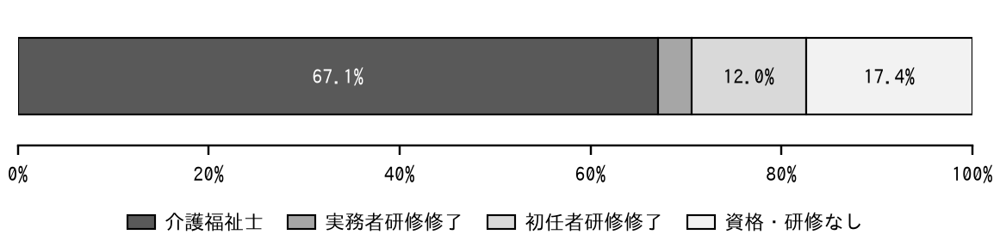 67.1% 12.0% 17.4%
0% 20% 40% 60% 80% 100%
介護福祉士 実務者研修修了 初任者研修修了 資格・研修なし